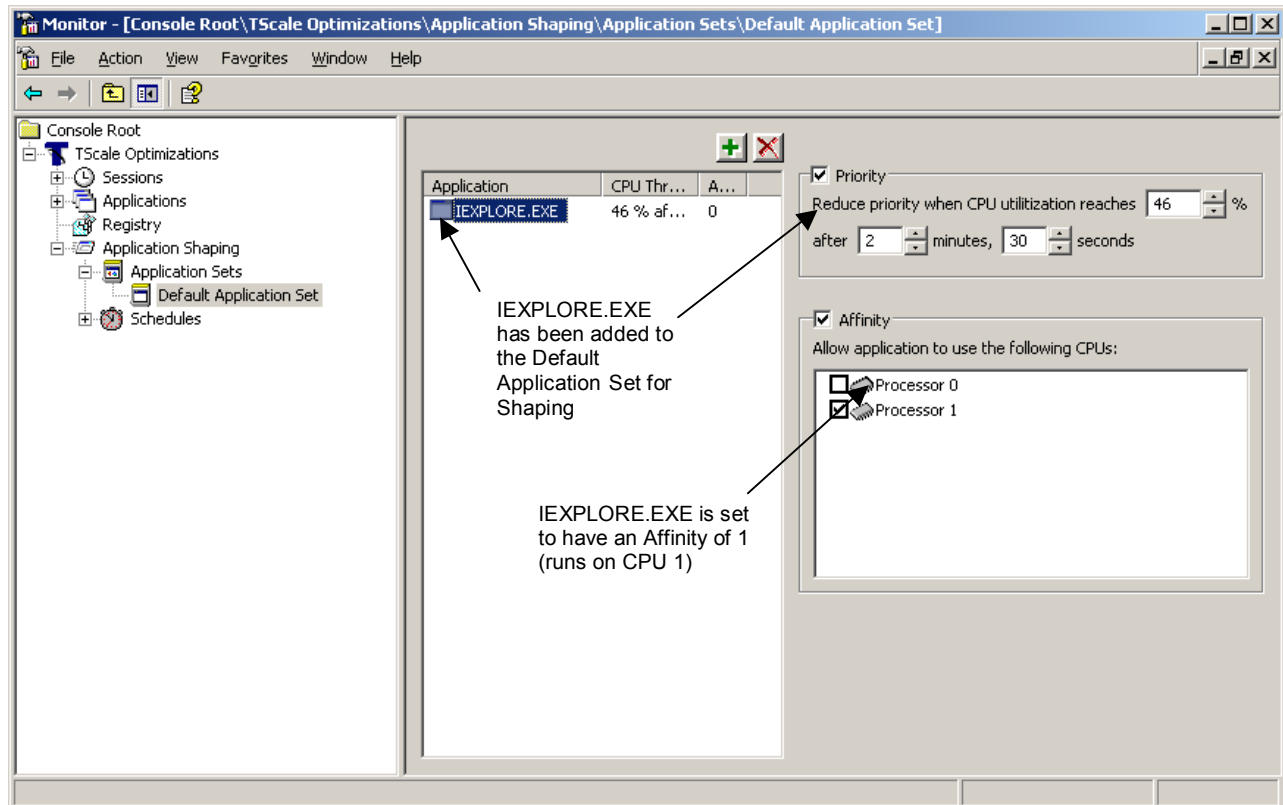 Monitor - [Console Root\TScale Optimizations\Application Shaping\Application Sets\Default Application Set]
File Action View Favorites Window Help
Console Root
TScale Optimizations
Sessions
Applications
Registry
Application Shaping
Application Sets
Default Application Set
Schedules
Application CPU Thr... A...
IEXPLORE.EXE 46 % af... 0
IEXPLORE.EXE
has been added to
the Default
Application Set for
Shaping
IEXPLORE.EXE is set
to have an Affinity of 1
(runs on CPU 1)
Priority
Reduce priority when CPU utilitization reaches 46 %
after 2 minutes, 30 seconds
Affinity
Allow application to use the following CPUs:
Processor 0
Processor 1